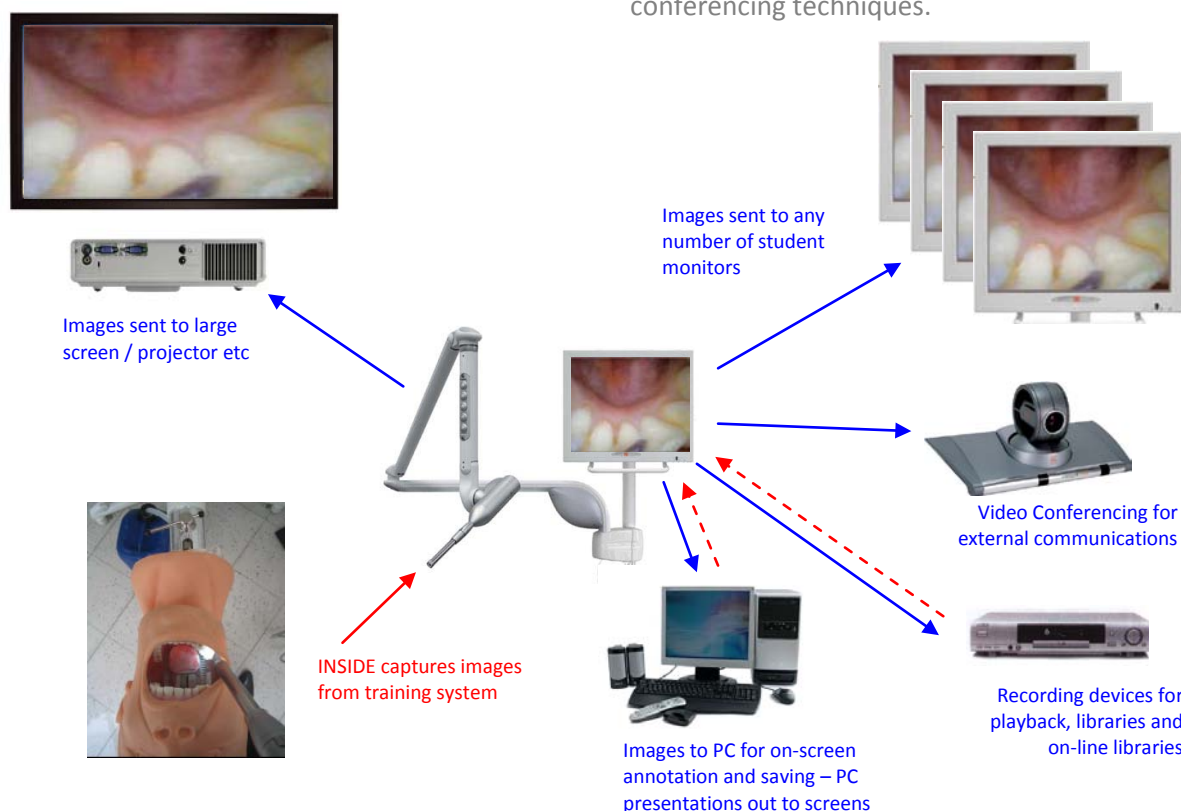 conferencing techniques.
Images sent to any
number of student
monitors
Images sent to large
screen / projector etc
Video Conferencing for
external communications
INSIDE captures images
from training system
Recording devices for
playback, libraries and
on-line libraries
Images to PC for on-screen
annotation and saving – PC
presentations out to screens